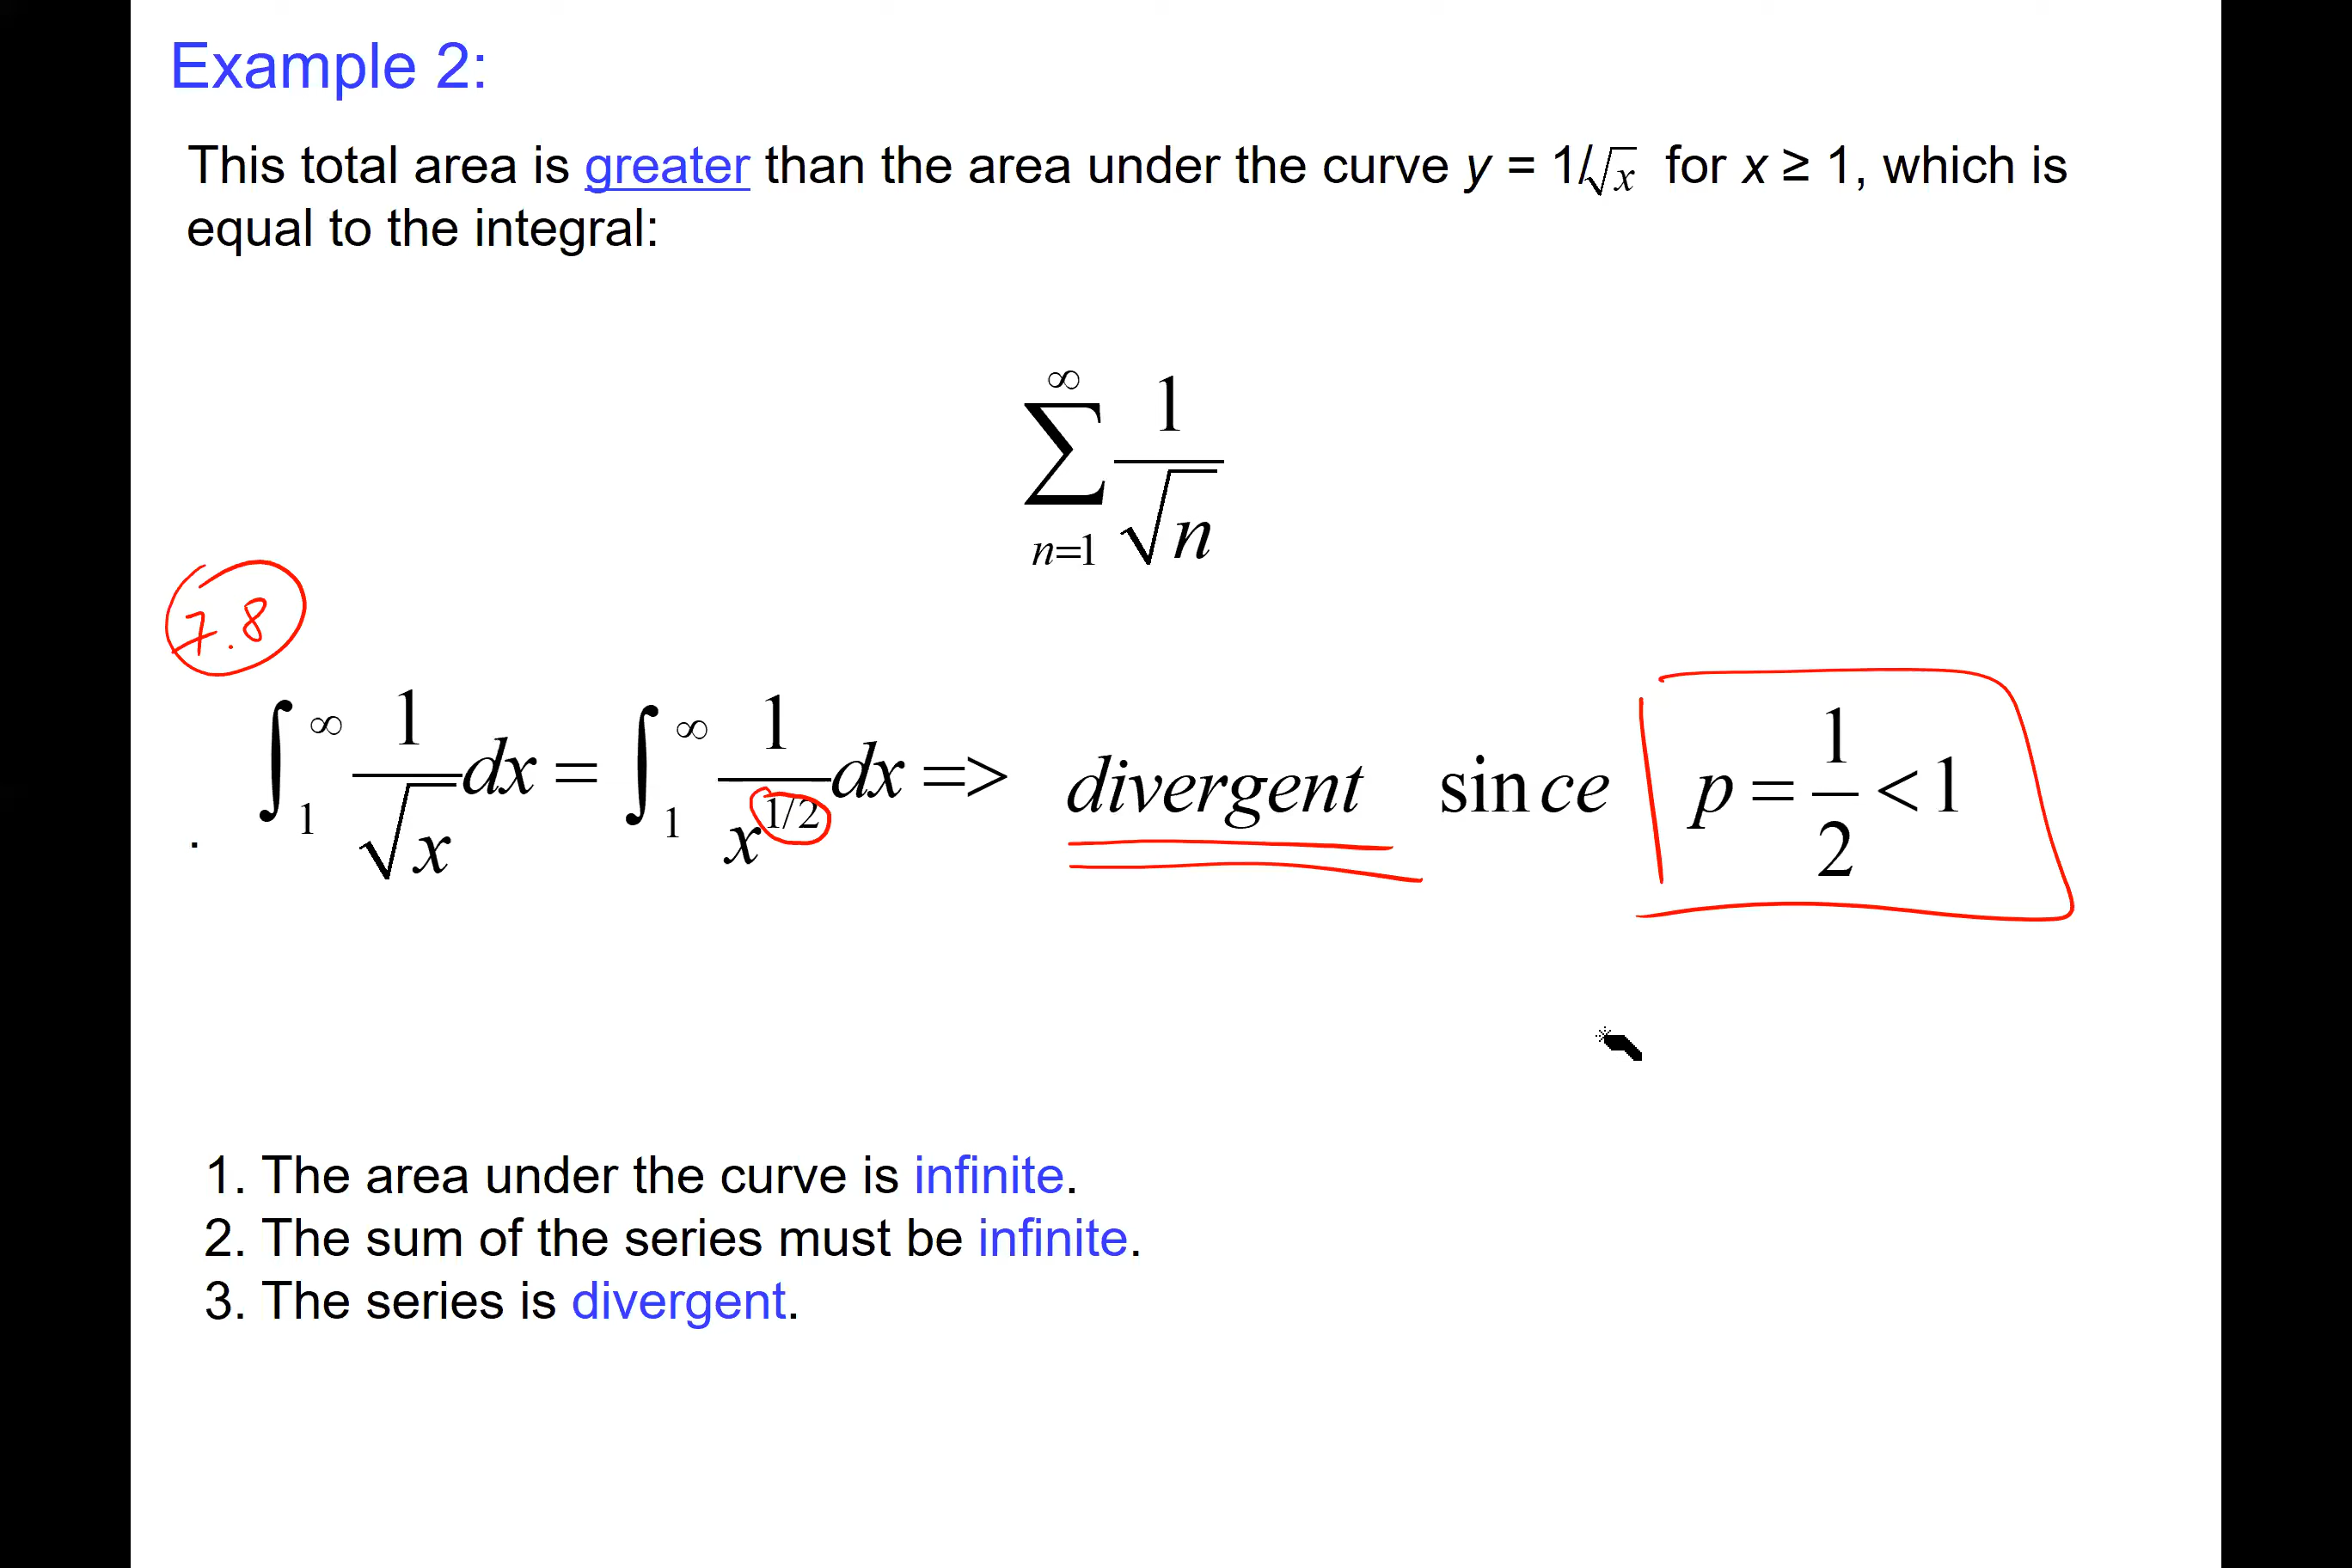 Example 2:
This total area is greater than the area under the curve y = 1/√x for x ≥ 1, which is
equal to the integral:
∞
∑ 1/√n
n=1
7.8
. ∫₁^∞ 1/√x dx = ∫₁^∞ 1/x^{1/2} dx => divergent since p = 1/2 < 1
1. The area under the curve is infinite.
2. The sum of the series must be infinite.
3. The series is divergent.